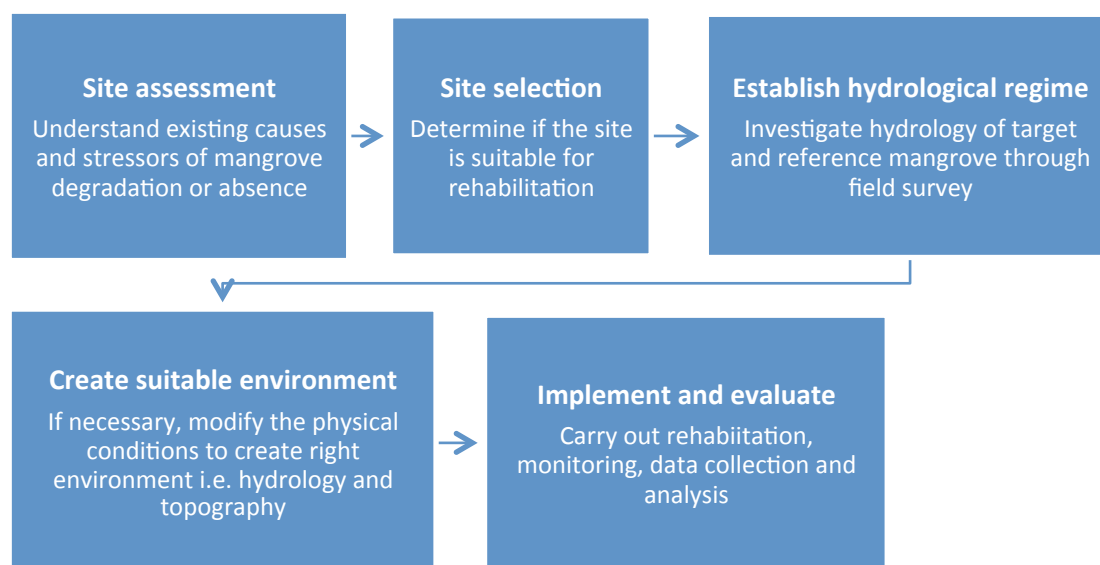 Site assessment
Understand existing causes
and stressors of mangrove
degradation or absence
Site selection
Determine if the site
is suitable for
rehabilitation
Establish hydrological regime
Investigate hydrology of target
and reference mangrove through
field survey
Create suitable environment
If necessary, modify the physical
conditions to create right
environment i.e. hydrology and
topography
Implement and evaluate
Carry out rehabiitation,
monitoring, data collection and
analysis